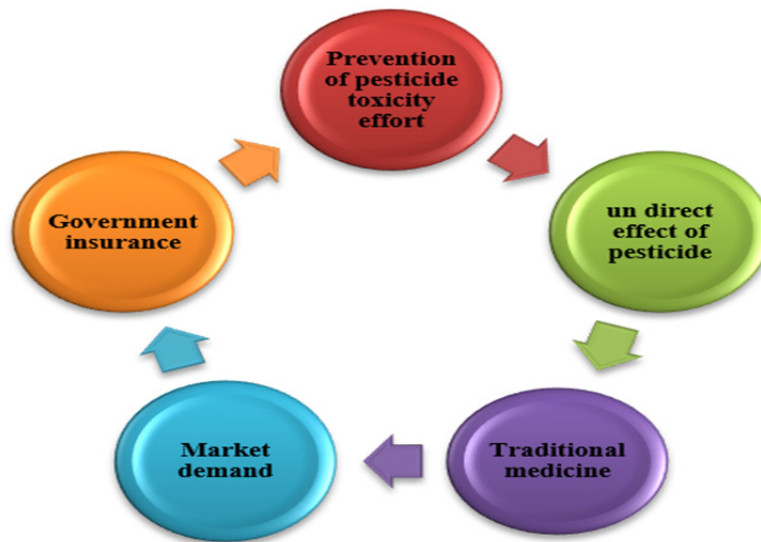 Prevention
of pesticide
toxicity
effort
un direct
effect of
pesticide
Traditional
medicine
Market
demand
Government
insurance